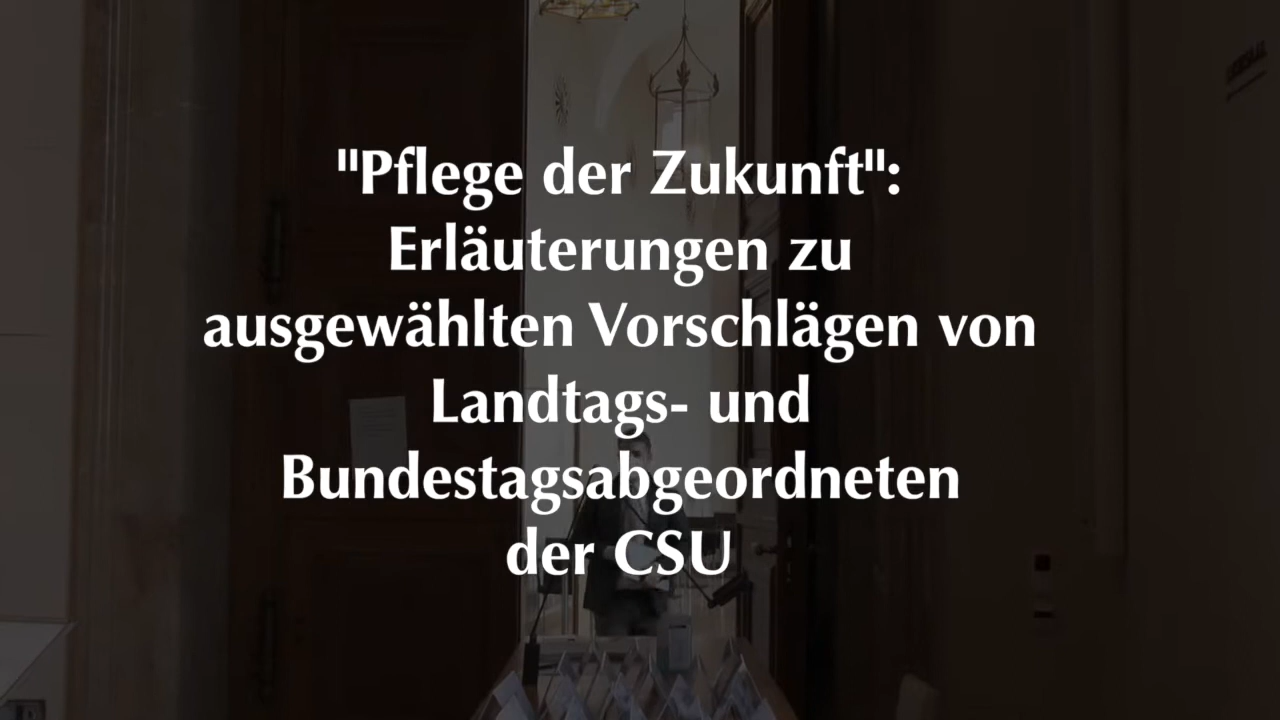 "Pflege der Zukunft":
Erläuterungen zu
ausgewählten Vorschlägen von
Landtags- und
Bundestagsabgeordneten
der CSU